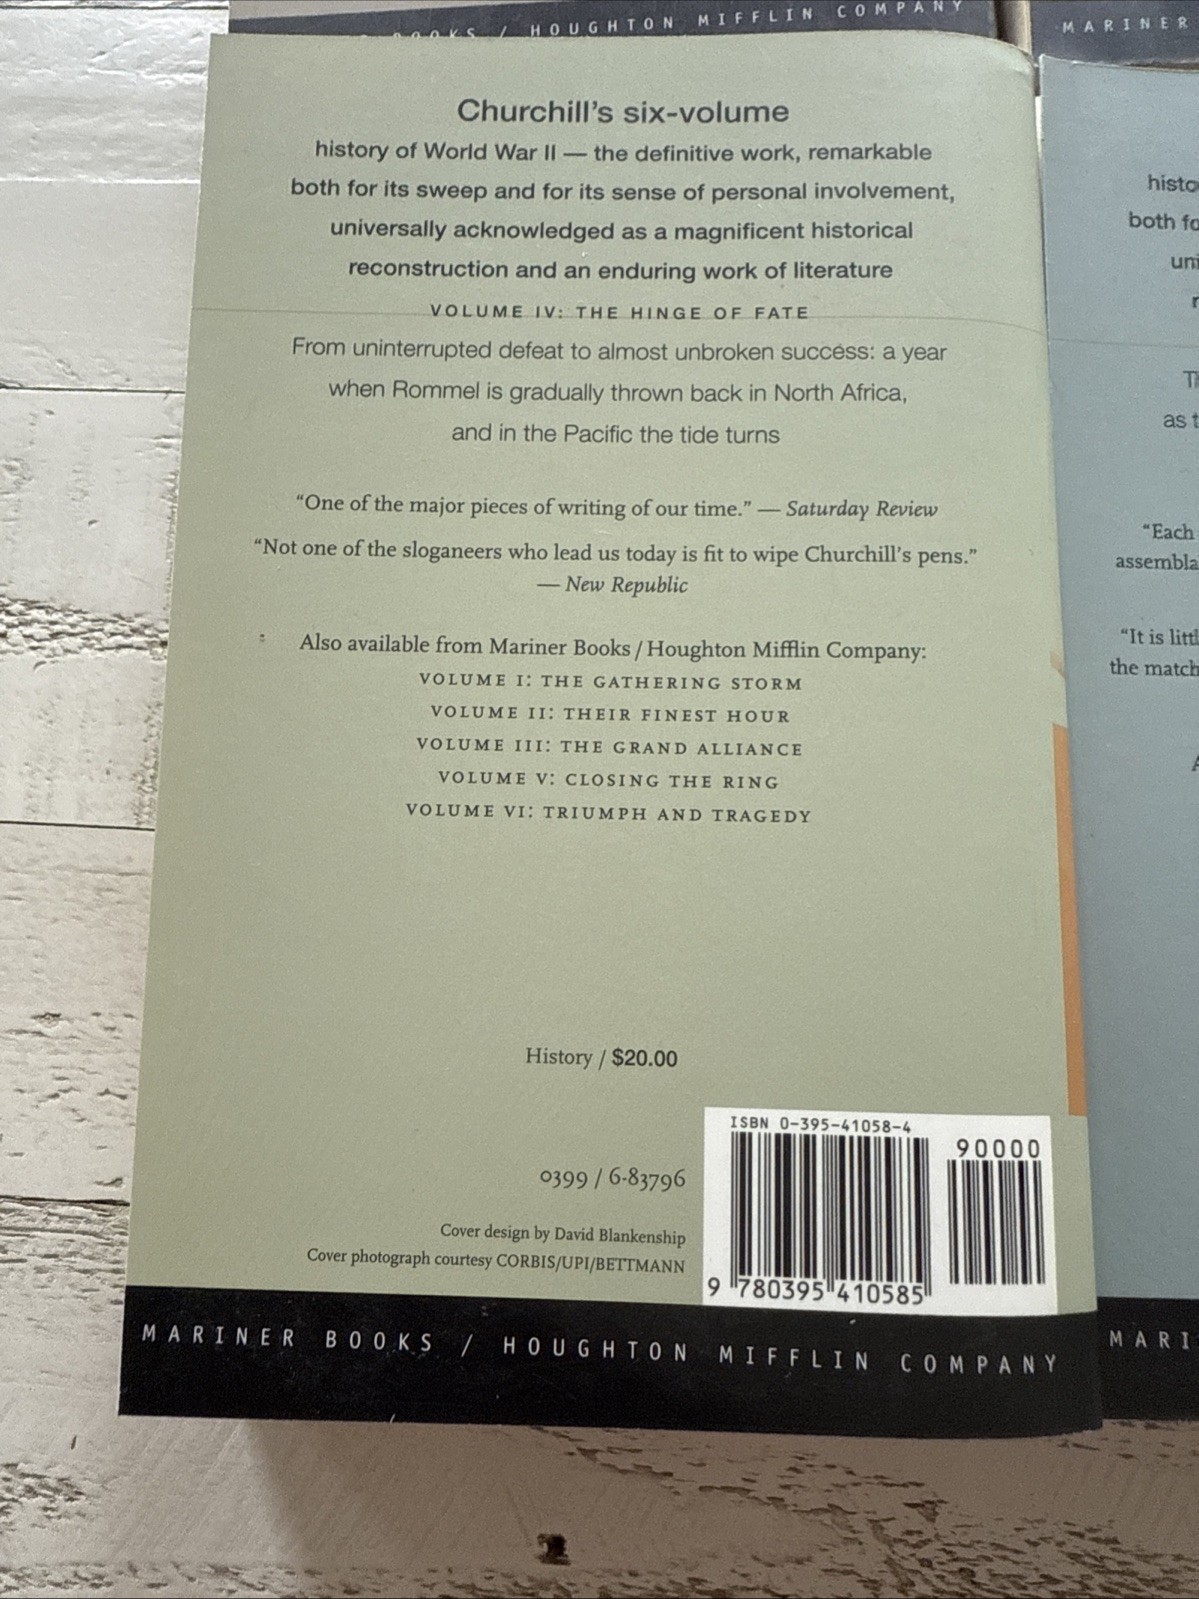 BOOKS / HOUGHTON MIFFLIN COMPANY
MARINER
Churchill's six-volume
history of World War II — the definitive work, remarkable
both for its sweep and for its sense of personal involvement,
universally acknowledged as a magnificent historical
reconstruction and an enduring work of literature
VOLUME IV: THE HINGE OF FATE
From uninterrupted defeat to almost unbroken success: a year
when Rommel is gradually thrown back in North Africa,
and in the Pacific the tide turns
“One of the major pieces of writing of our time.” — Saturday Review
“Not one of the sloganeers who lead us today is fit to wipe Churchill's pens.”
— New Republic
Also available from Mariner Books / Houghton Mifflin Company:
VOLUME I: THE GATHERING STORM
VOLUME II: THEIR FINEST HOUR
VOLUME III: THE GRAND ALLIANCE
VOLUME V: CLOSING THE RING
VOLUME VI: TRIUMPH AND TRAGEDY
History / $20.00
ISBN 0-395-41058-4
90000
0399 / 6-83796
Cover design by David Blankenship
Cover photograph courtesy CORBIS/UPI/BETTMANN
9 780395 410585
MARINER BOOKS / HOUGHTON MIFFLIN COMPANY
histo
both fo
uni
as t
“Each
assembla
“It is littl
the match
MARI